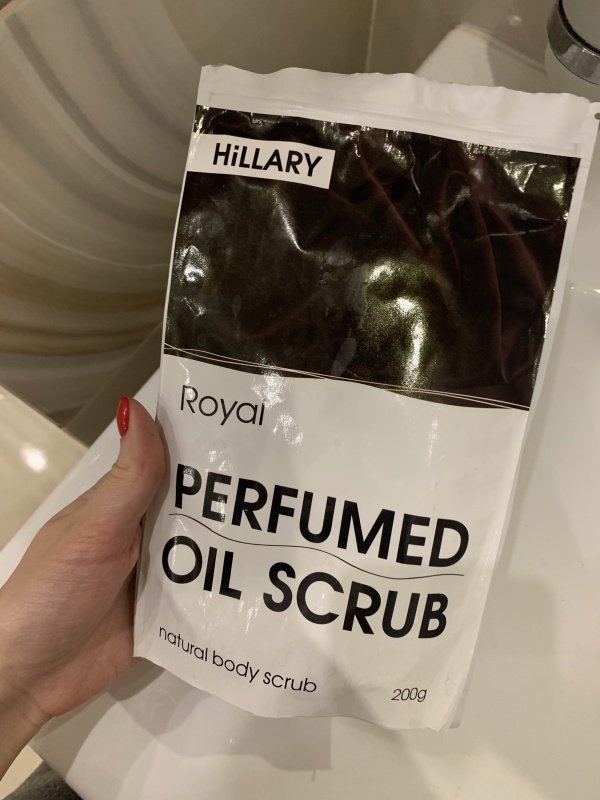 HiLLARY
Royal
PERFUMED
OIL SCRUB
natural body scrub
200g